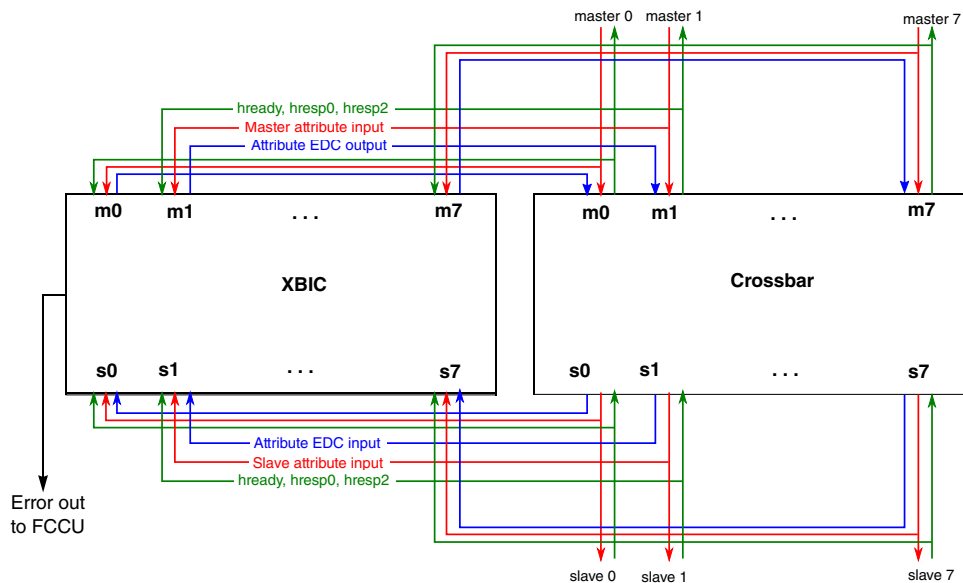 master 0
master 1
master 7
hready, hresp0, hresp2
Master attribute input
Attribute EDC output
m0
m1
. . .
m7
m0
m1
. . .
m7
XBIC
Crossbar
s0
s1
. . .
s7
s0
s1
. . .
s7
Attribute EDC input
Slave attribute input
hready, hresp0, hresp2
Error out
to FCCU
slave 0
slave 1
slave 7